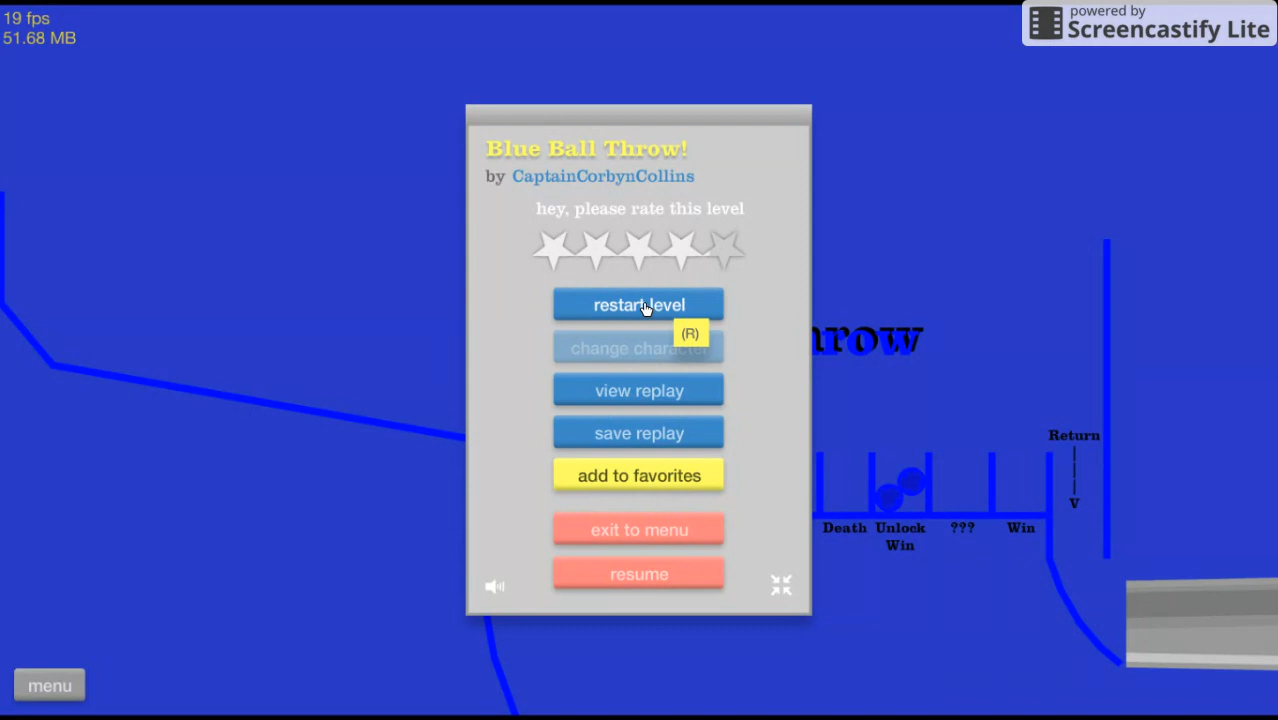 19 fps
51.68 MB
powered by
Screencastify Lite
Blue Ball Throw!
by CaptainCorbynCollins
hey, please rate this level
restart level
(R)
change character
view replay
save replay
add to favorites
exit to menu
resume
Return
V
Death
Unlock
Win
???
Win
menu